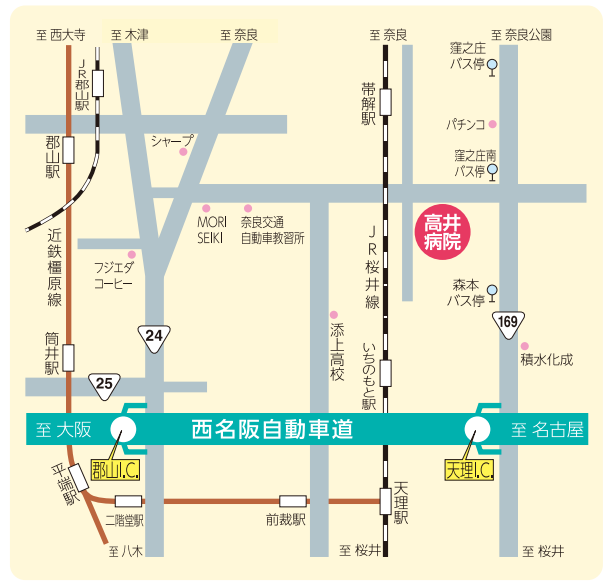 至 西大寺
至 木津
至 奈良
至 奈良
至 奈良公園
JR郡山駅
帯解駅
窪之庄
バス停
パチンコ
郡山駅
シャープ
窪之庄南
バス停
MORI
SEIKI
奈良交通
自動車教習所
高井
病院
近鉄橿原線
JR桜井線
フジエダ
コーヒー
森本
バス停
24
添上高校
169
筒井駅
いちのもと駅
積水化成
25
至 大阪
西名阪自動車道
至 名古屋
郡山I.C.
天理I.C.
平端駅
二階堂駅
前裁駅
天理駅
至 八木
至 桜井
至 桜井